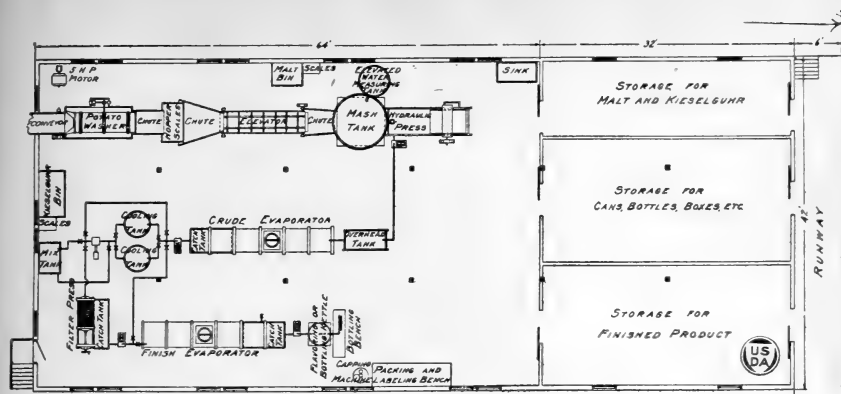 64'
32'
6'
5 HP
MOTOR
MALT
BIN
SCALES
ELEVATED
WATER
MEASURING
TANK
SINK
STORAGE FOR
MALT AND KIESELGUHR
CONVEYOR
POTATO
WASHER
CHUTE
HOPPER
SCALES
CHUTE
ELEVATOR
CHUTE
MASH
TANK
HYDRAULIC
PRESS
KIESELGUHR
BIN
SCALES
STORAGE FOR
CANS, BOTTLES, BOXES, ETC
42'
RUNWAY
COOLING
TANK
COOLING
TANK
CRUDE EVAPORATOR
CATCH TANK
OVERHEAD
TANK
MIX
TANK
FILTER PRESS
CATCH TANK
FINISH EVAPORATOR
CATCH
TANK
FLAVORING OR
BOTTLING KETTLE
BOTTLING
BENCH
CAPPING
MACHINE
PACKING AND
LABELING BENCH
STORAGE FOR
FINISHED PRODUCT
US
DA